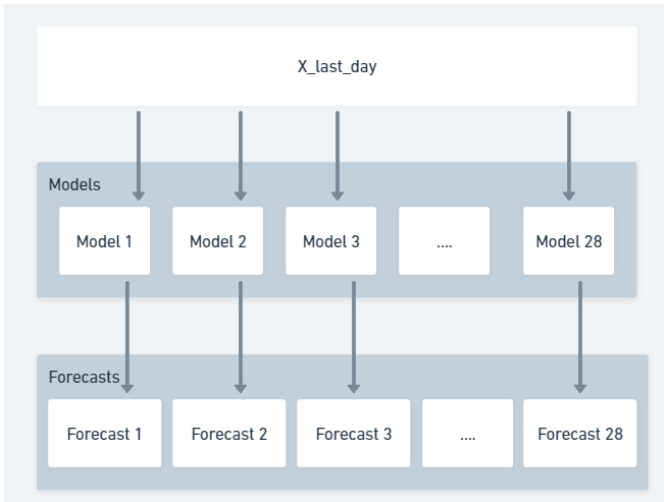 X_last_day
Models
Model 1
Model 2
Model 3
....
Model 28
Forecasts
Forecast 1
Forecast 2
Forecast 3
....
Forecast 28